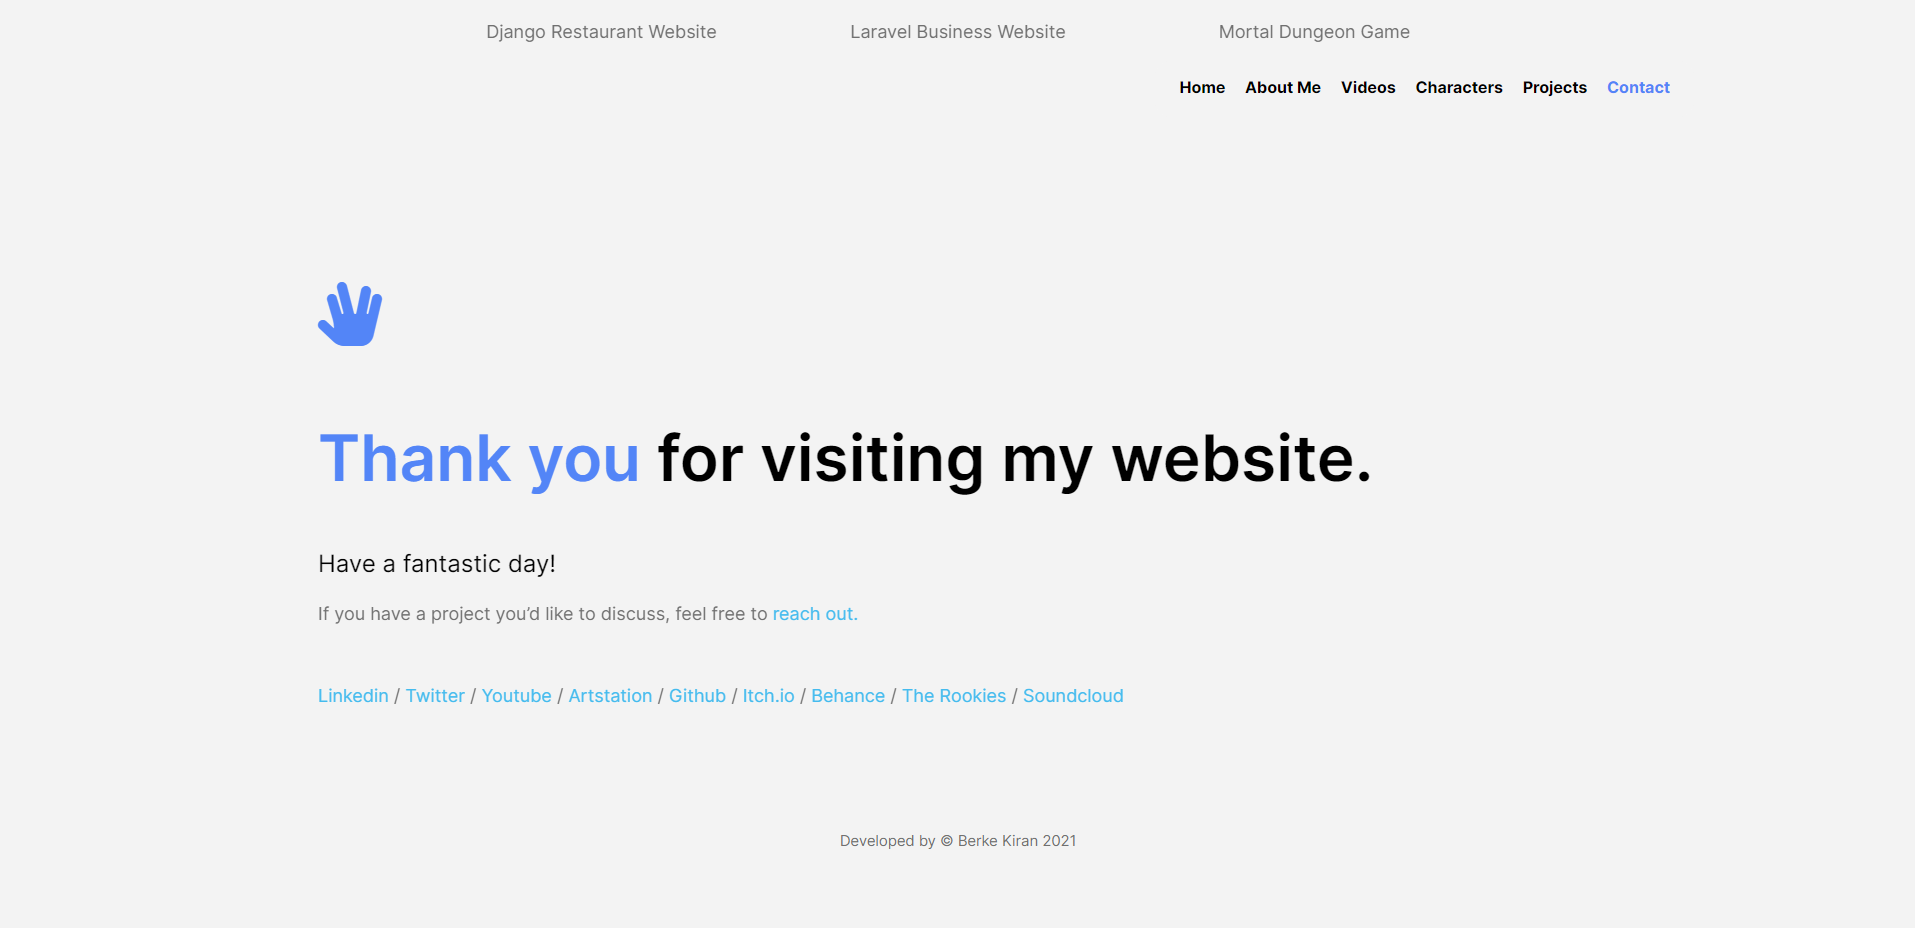 Django Restaurant Website Laravel Business Website Mortal Dungeon Game
Home About Me Videos Characters Projects Contact
Thank you for visiting my website.
Have a fantastic day!
If you have a project you’d like to discuss, feel free to reach out.
Linkedin / Twitter / Youtube / Artstation / Github / Itch.io / Behance / The Rookies / Soundcloud
Developed by © Berke Kiran 2021